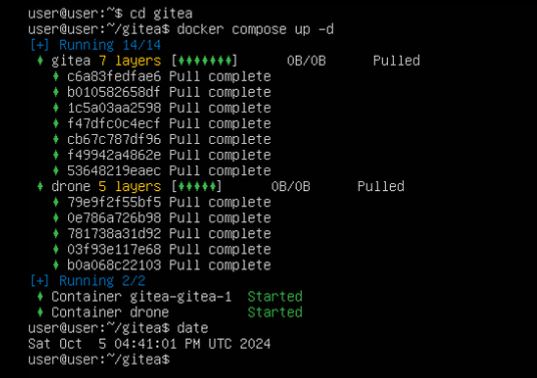 user@user:~$ cd gitea
user@user:~/gitea$ docker compose up -d
[+] Running 14/14
♦ gitea 7 layers [♦♦♦♦♦♦♦] 0B/0B Pulled
♦ c6a83fedfae6 Pull complete
♦ b010582658df Pull complete
♦ 1c5a03aa2598 Pull complete
♦ f47dfc0c4ecf Pull complete
♦ cb67c787df96 Pull complete
♦ f49942a4862e Pull complete
♦ 53648219eaec Pull complete
♦ drone 5 layers [♦♦♦♦♦] 0B/0B Pulled
♦ 79e9f2f55bf5 Pull complete
♦ 0e786a726b98 Pull complete
♦ 781738a31d92 Pull complete
♦ 03f93e117e68 Pull complete
♦ b0a068c22103 Pull complete
[+] Running 2/2
♦ Container gitea-gitea-1 Started
♦ Container drone Started
user@user:~/gitea$ date
Sat Oct  5 04:41:01 PM UTC 2024
user@user:~/gitea$